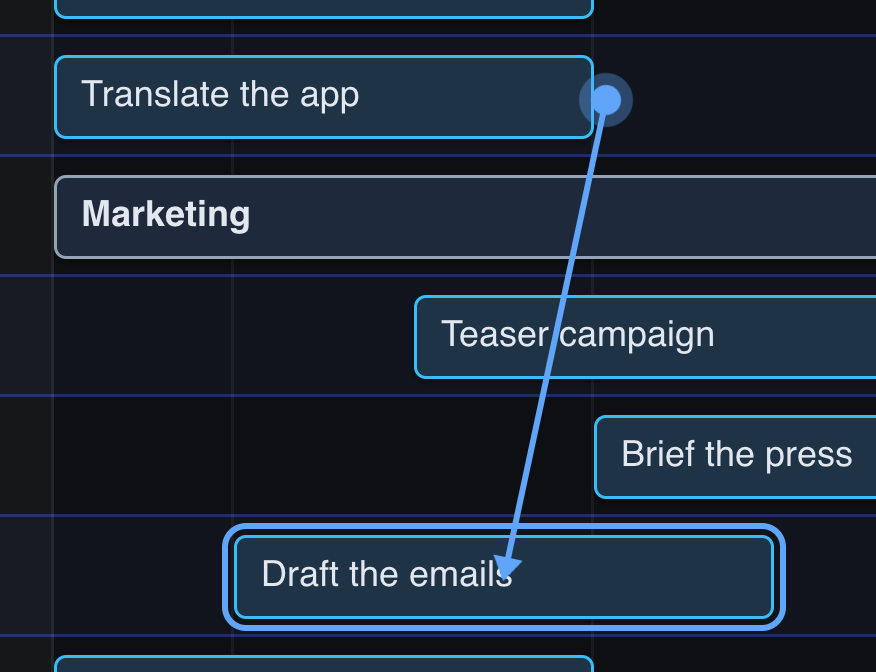 Translate the app
Marketing
Teaser campaign
Brief the press
Draft the emails